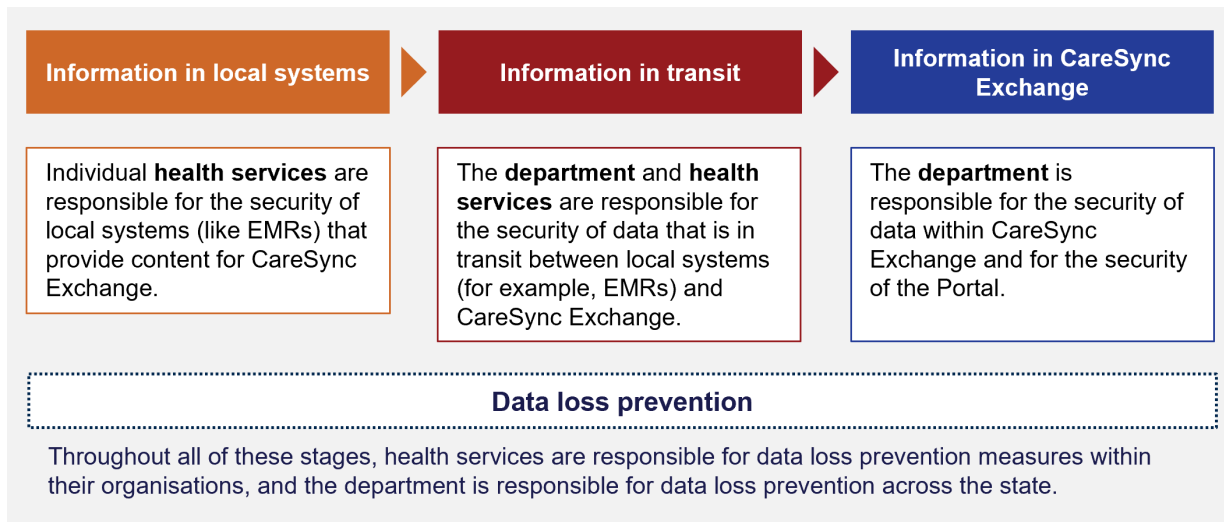 Information in local systems
Information in transit
Information in CareSync
Exchange
Individual health services are
responsible for the security of
local systems (like EMRs) that
provide content for CareSync
Exchange.
The department and health
services are responsible for
the security of data that is in
transit between local systems
(for example, EMRs) and
CareSync Exchange.
The department is
responsible for the security of
data within CareSync
Exchange and for the security
of the Portal.
Data loss prevention
Throughout all of these stages, health services are responsible for data loss prevention measures within
their organisations, and the department is responsible for data loss prevention across the state.